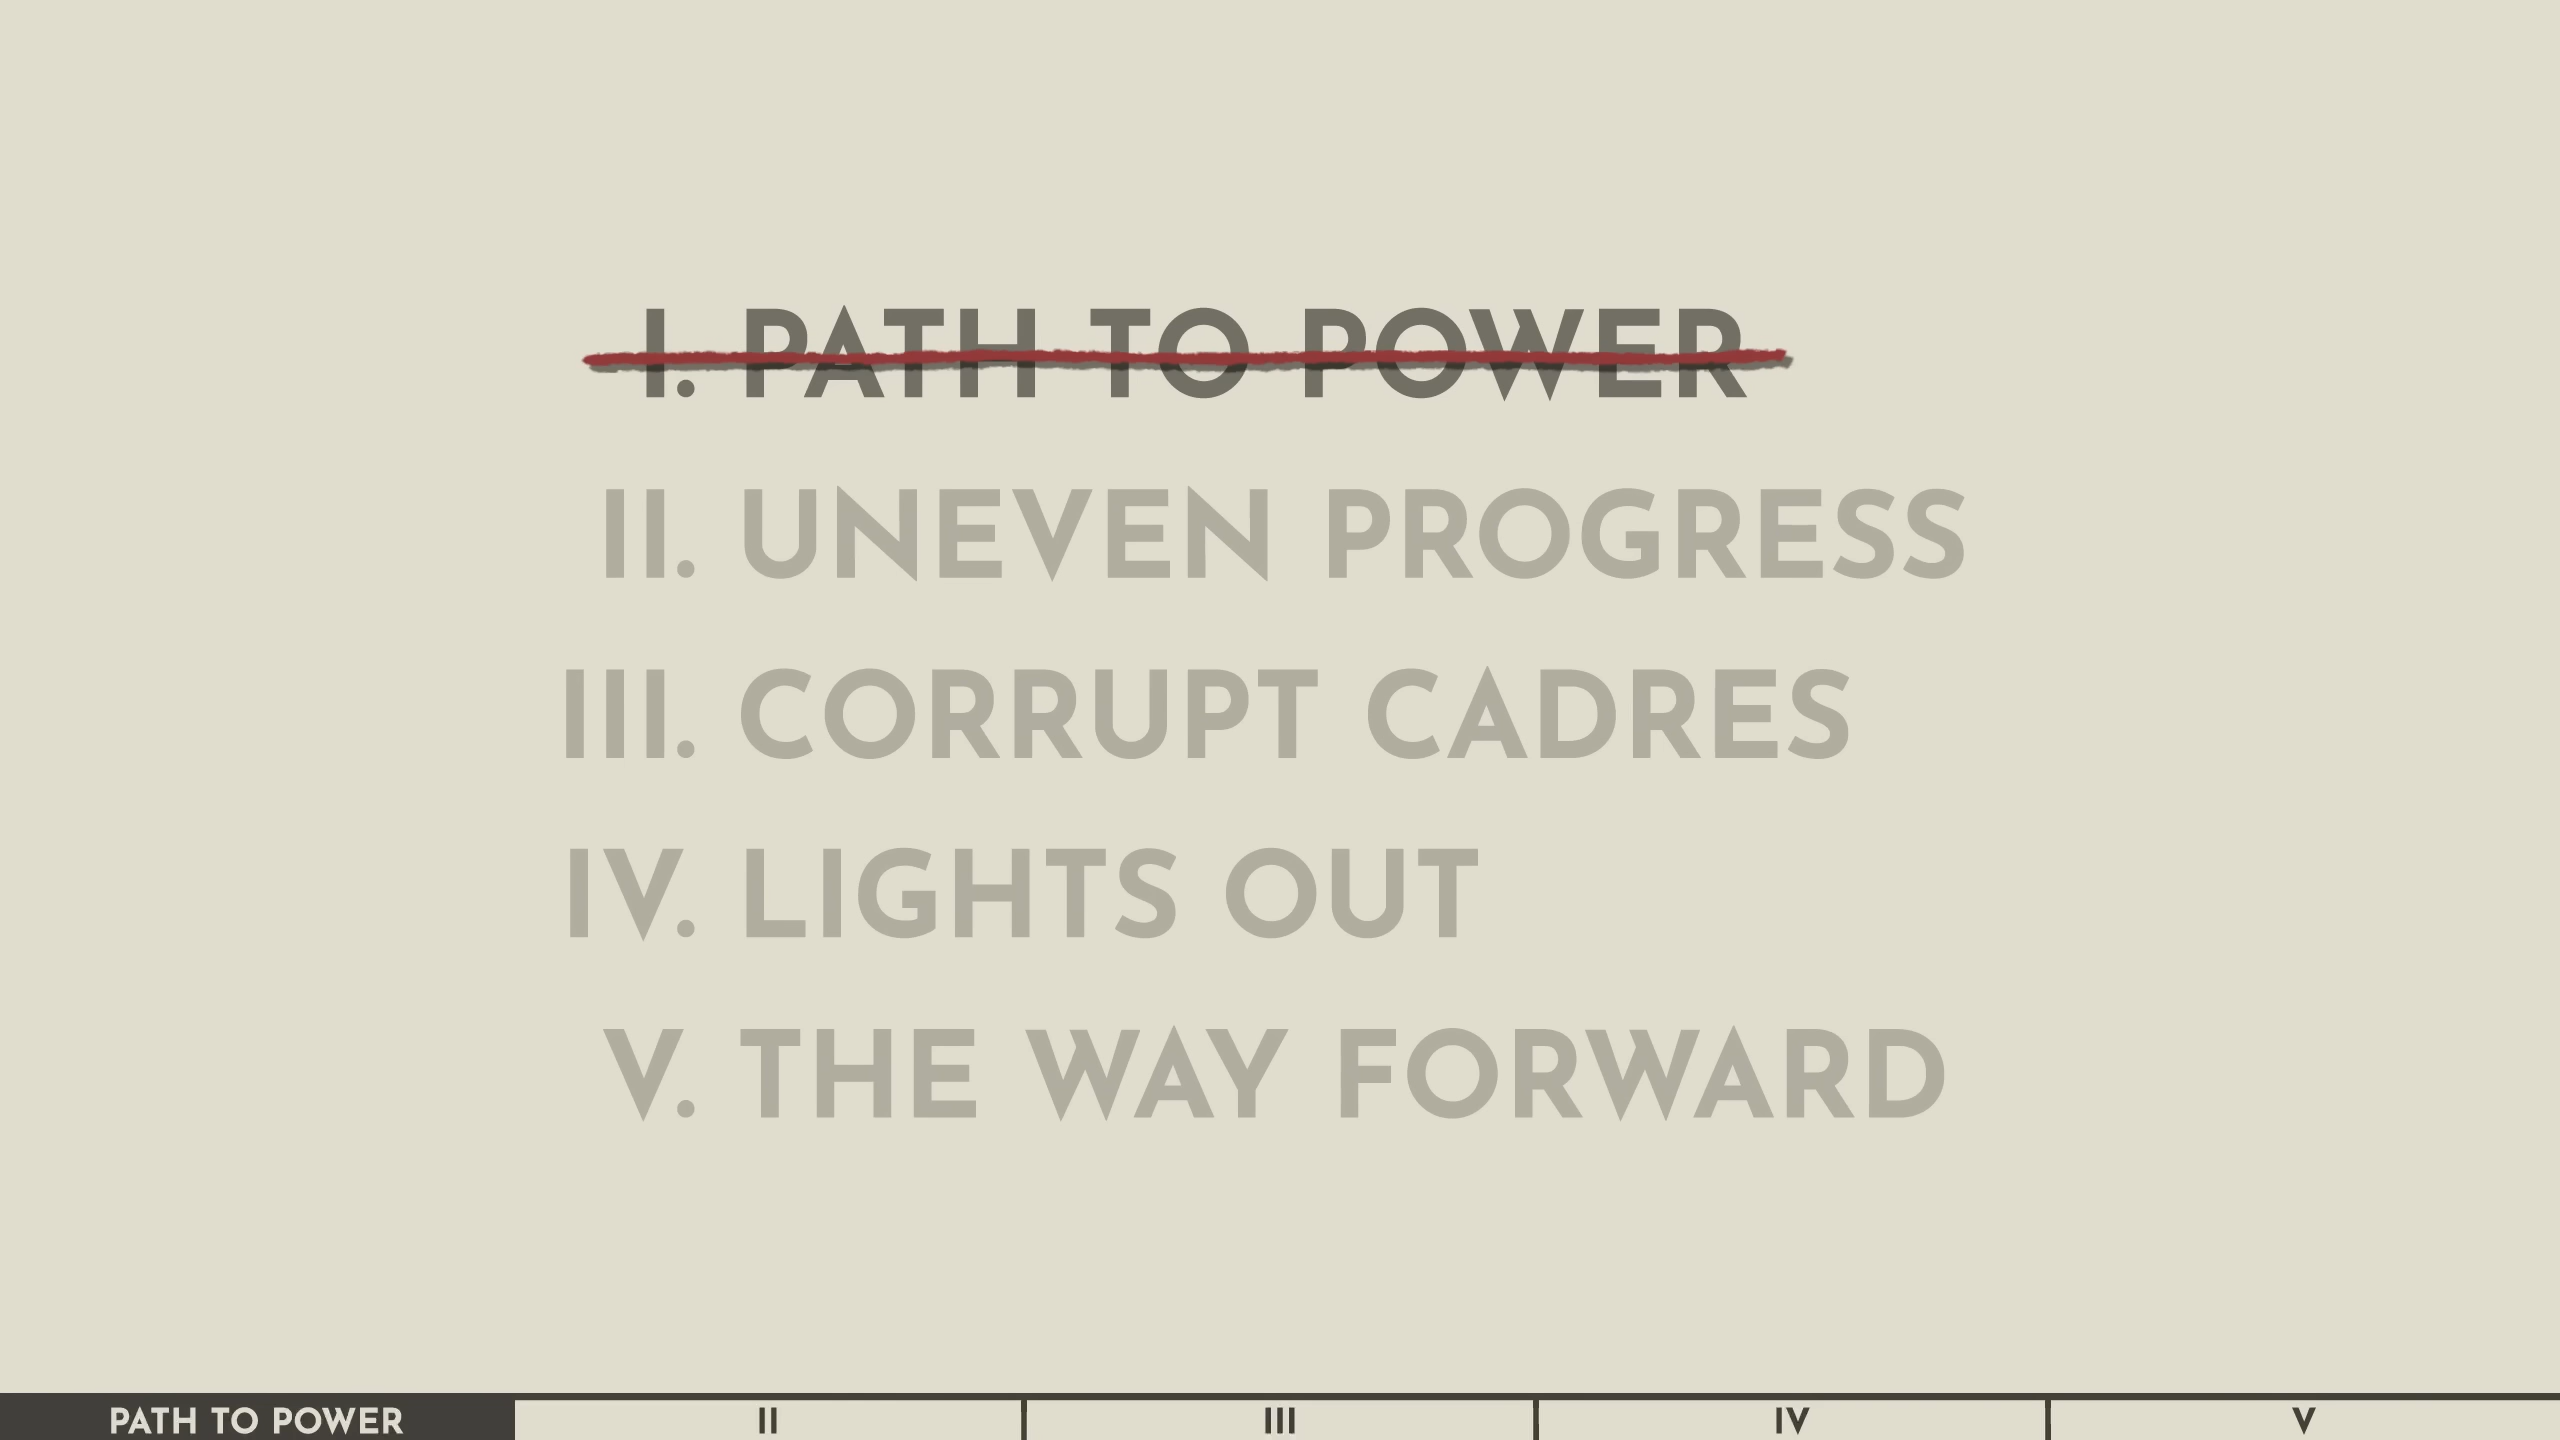 I. PATH TO POWER
II. UNEVEN PROGRESS
III. CORRUPT CADRES
IV. LIGHTS OUT
V. THE WAY FORWARD
PATH TO POWER II III IV V